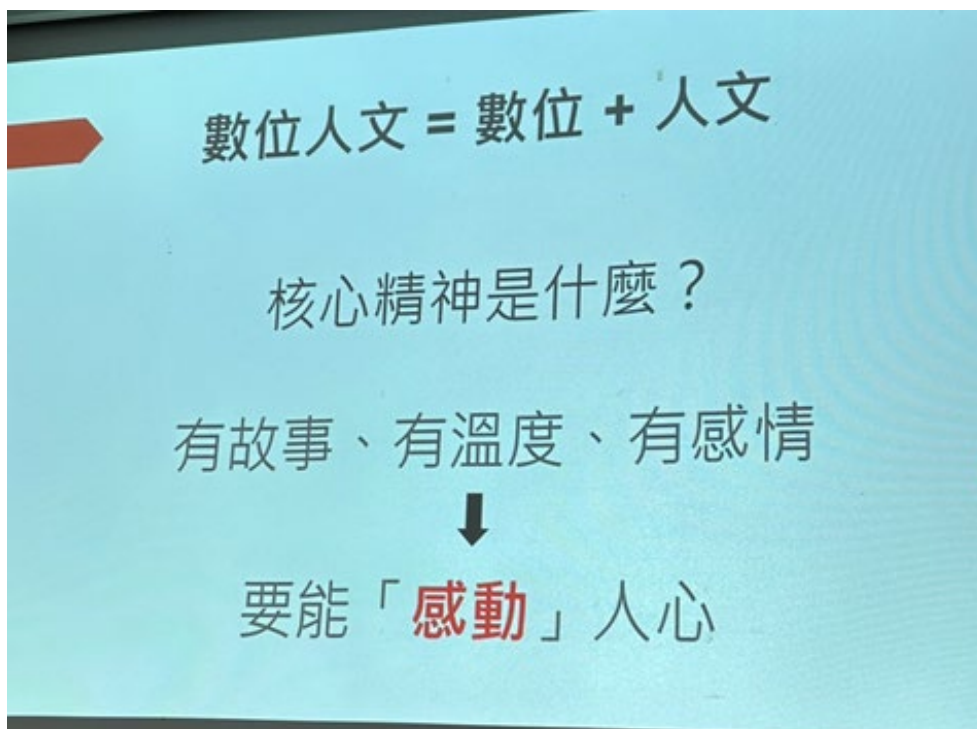 數位人文 = 數位 + 人文
核心精神是什麼？
有故事、有溫度、有感情
要能「感動」人心